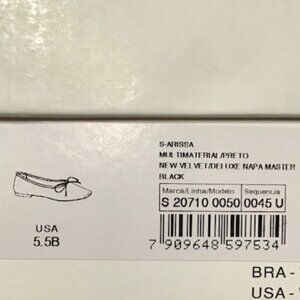 S-ARISSA
MULTIMATERIAL/PRETO
NEW VELVET/DELUXE NAPA MASTER
BLACK
Marca/Linha/Modelo Sequencia
S 20710 0050 0045 U
USA
5.5B
7 909648 597534
BRA -
USA -